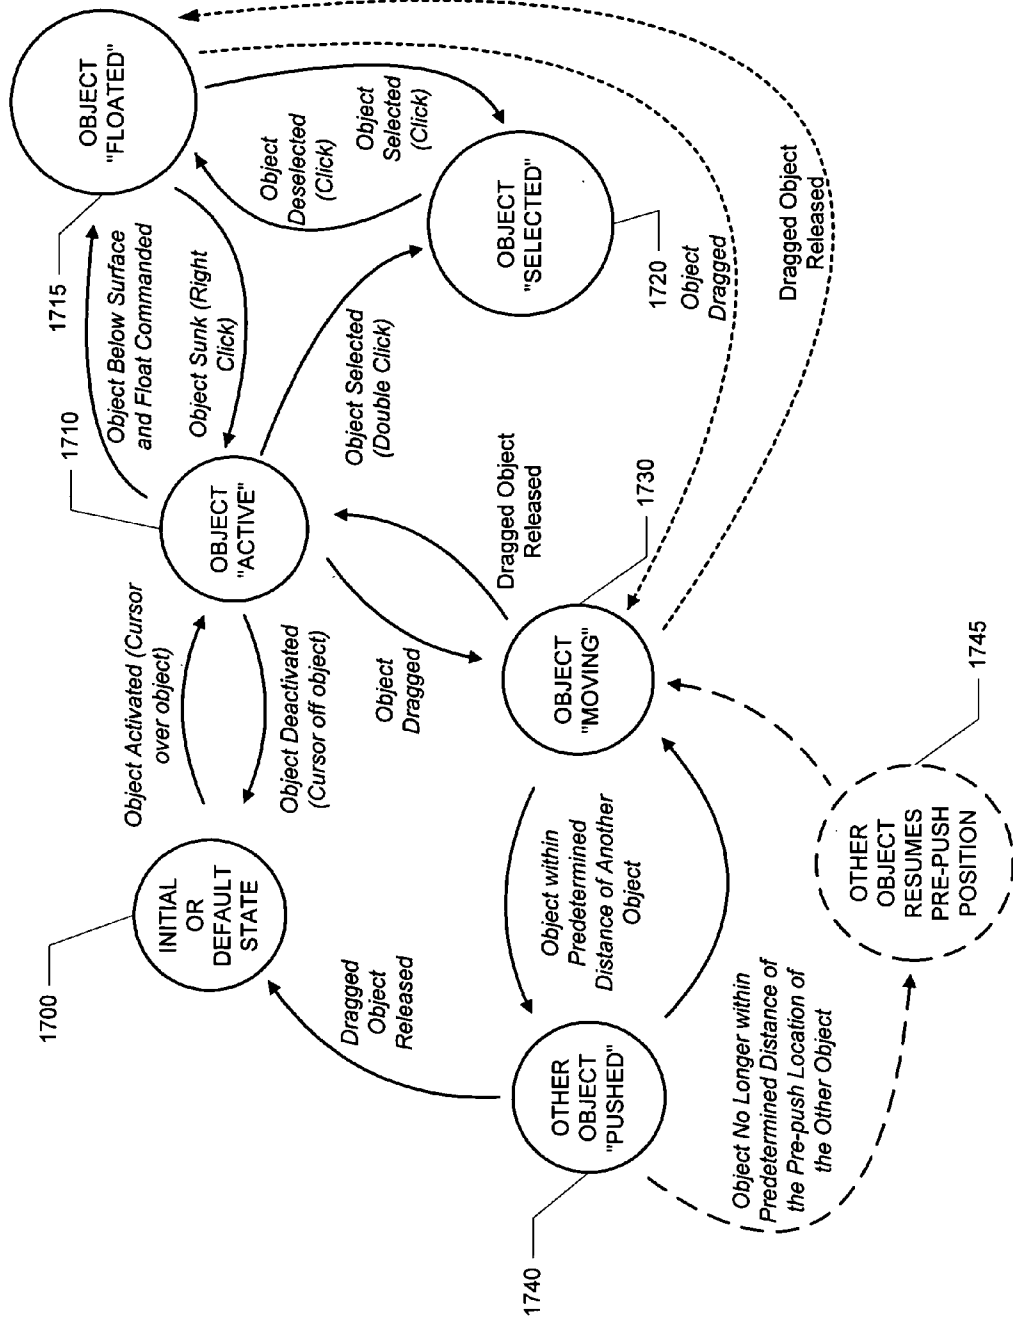 1700
INITIAL
OR
DEFAULT
STATE
Object Activated (Cursor
over object)
Object Deactivated
(Cursor off object)
1710
OBJECT
"ACTIVE"
Object Below Surface
and Float Commanded
Object Sunk (Right
Click)
1715
OBJECT
"FLOATED"
Object
Deselected
(Click)
Object
Selected
(Click)
Object Selected
(Double Click)
OBJECT
"SELECTED"
1720
Object
Dragged
Dragged Object
Released
Dragged
Object
Released
Object
Dragged
Dragged Object
Released
1730
OBJECT
"MOVING"
Object within
Predetermined
Distance of Another
Object
OTHER
OBJECT
"PUSHED"
1740
Object No Longer within
Predetermined Distance of
the Pre-push Location of
the Other Object
OTHER
OBJECT
RESUMES
PRE-PUSH
POSITION
1745